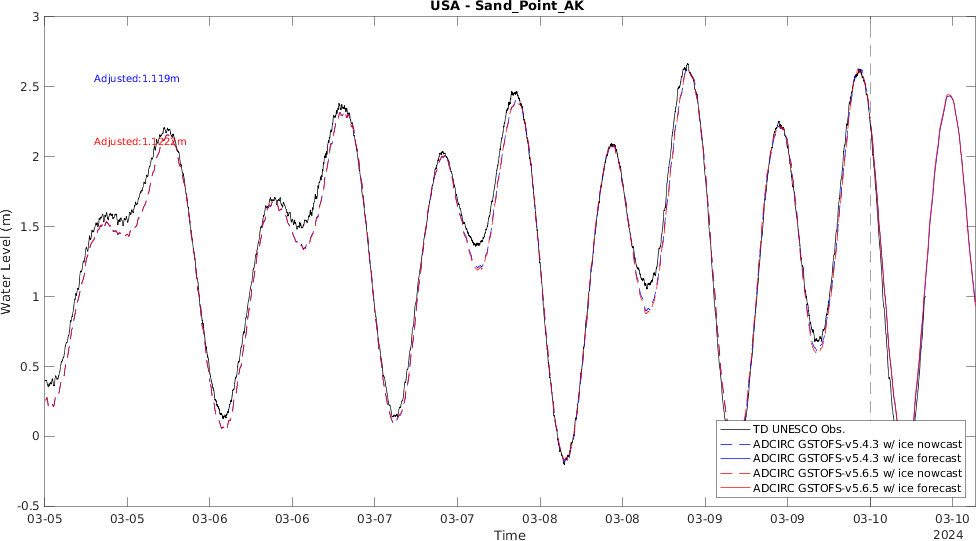 USA - Sand_Point_AK
3
2.5
2
1.5
1
0.5
0
-0.5
Water Level (m)
Adjusted:1.119m
Adjusted:1.1222m
TD UNESCO Obs.
ADCIRC GSTOFS-v5.4.3 w/ ice nowcast
ADCIRC GSTOFS-v5.4.3 w/ ice forecast
ADCIRC GSTOFS-v5.6.5 w/ ice nowcast
ADCIRC GSTOFS-v5.6.5 w/ ice forecast
03-05 03-05 03-06 03-06 03-07 03-07 03-08 03-08 03-09 03-09 03-10 03-10
Time
2024